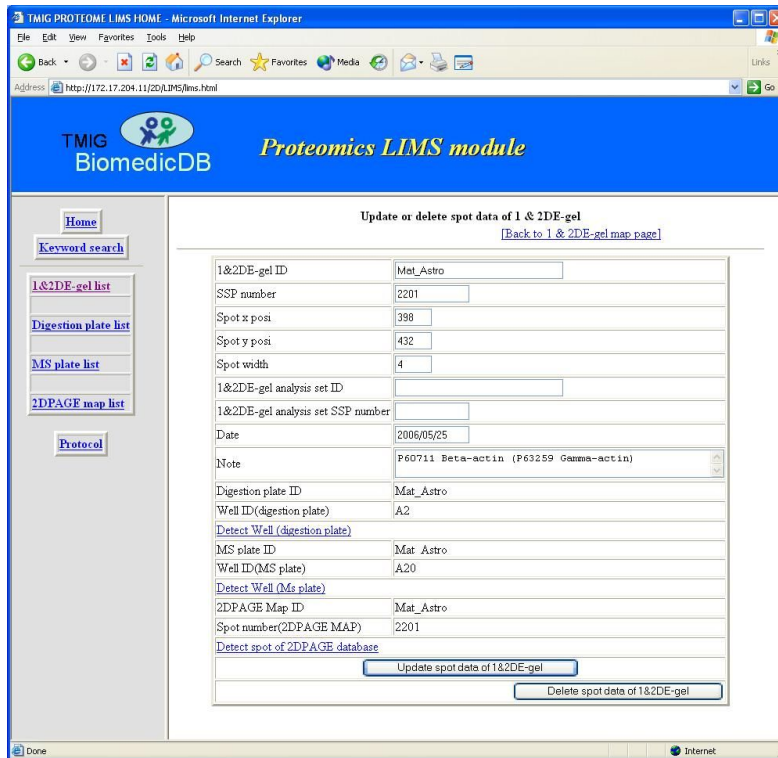 TMIG PROTEOME LIMS HOME - Microsoft Internet Explorer
File Edit View Favorites Tools Help
Back Search Favorites Media Links
Address http://172.17.204.11/2D/LIMS/lims.html Go
TMIG
BiomedicDB
Proteomics LIMS module
Home
Keyword search
1&2DE-gel list
Digestion plate list
MS plate list
2DPAGE map list
Protocol
Update or delete spot data of 1 & 2DE-gel
[Back to 1 & 2DE-gel map page]
1&2DE-gel ID Mat_Astro
SSP number 2201
Spot x posi 398
Spot y posi 432
Spot width 4
1&2DE-gel analysis set ID
1&2DE-gel analysis set SSP number
Date 2006/05/25
Note P60711 Beta-actin (P63259 Gamma-actin)
Digestion plate ID Mat_Astro
Well ID(digestion plate) A2
Detect Well (digestion plate)
MS plate ID Mat_Astro
Well ID(MS plate) A20
Detect Well (Ms plate)
2DPAGE Map ID Mat_Astro
Spot number(2DPAGE MAP) 2201
Detect spot of 2DPAGE database
Update spot data of 1&2DE-gel
Delete spot data of 1&2DE-gel
Done Internet